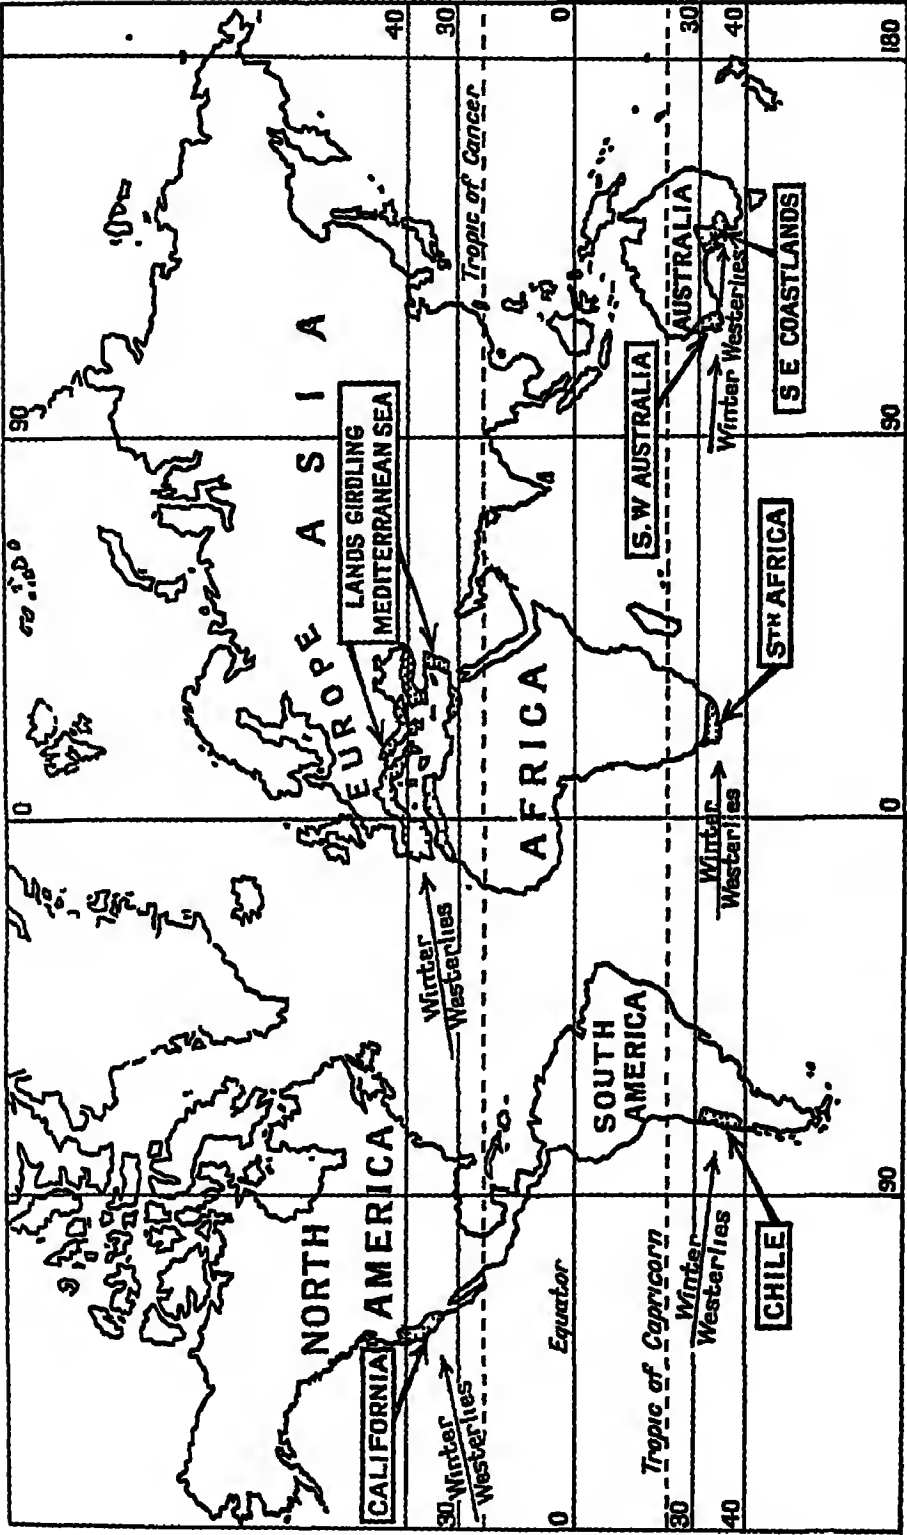 0
90
NORTH
AMERICA
EUROPE
ASIA
LANDS GIRDLING
MEDITERRANEAN SEA
CALIFORNIA
40
30
Winter
Westerlies
Winter
Westerlies
30
Tropic of Cancer
AFRICA
Equator
0
0
SOUTH
AMERICA
Tropic of Capricorn
S.W AUSTRALIA
AUSTRALIA
30
30
Winter
Westerlies
Winter
Westerlies
Winter Westerlies
40
40
CHILE
STH AFRICA
S E COASTLANDS
90
0
90
180